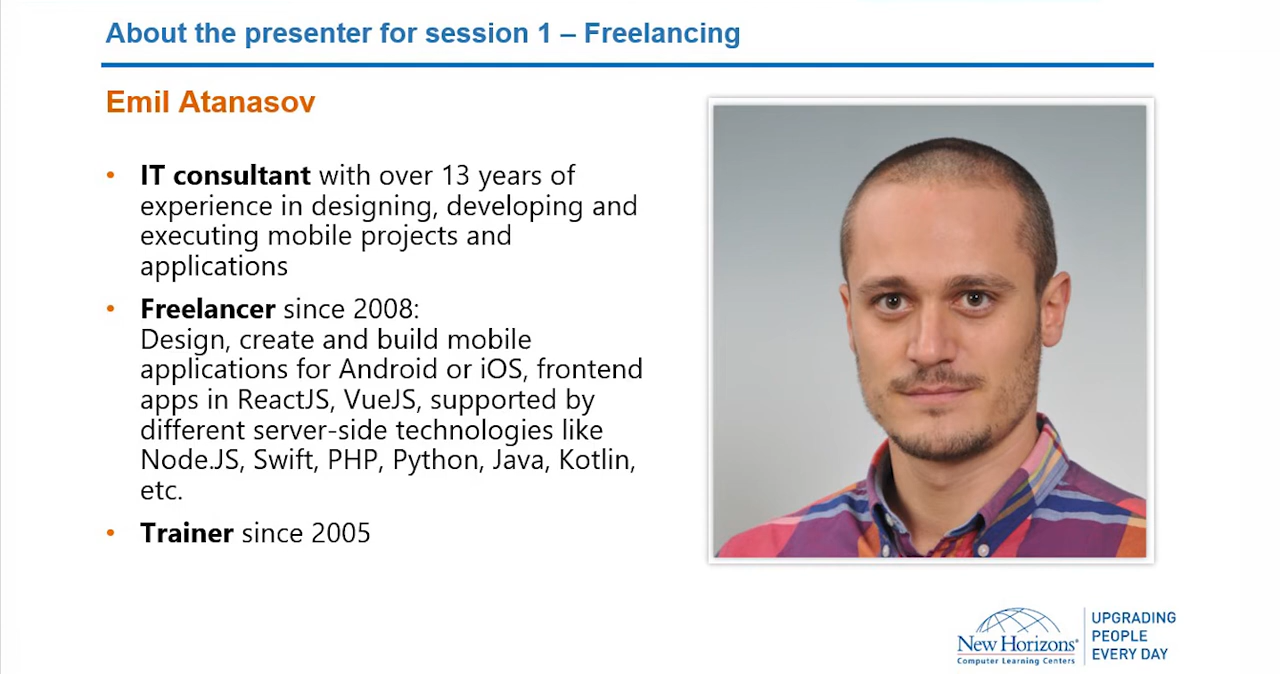 About the presenter for session 1 – Freelancing
Emil Atanasov
• IT consultant with over 13 years of
experience in designing, developing and
executing mobile projects and
applications
• Freelancer since 2008:
Design, create and build mobile
applications for Android or iOS, frontend
apps in ReactJS, VueJS, supported by
different server-side technologies like
Node.JS, Swift, PHP, Python, Java, Kotlin,
etc.
• Trainer since 2005
New Horizons®
Computer Learning Centers
UPGRADING
PEOPLE
EVERY DAY